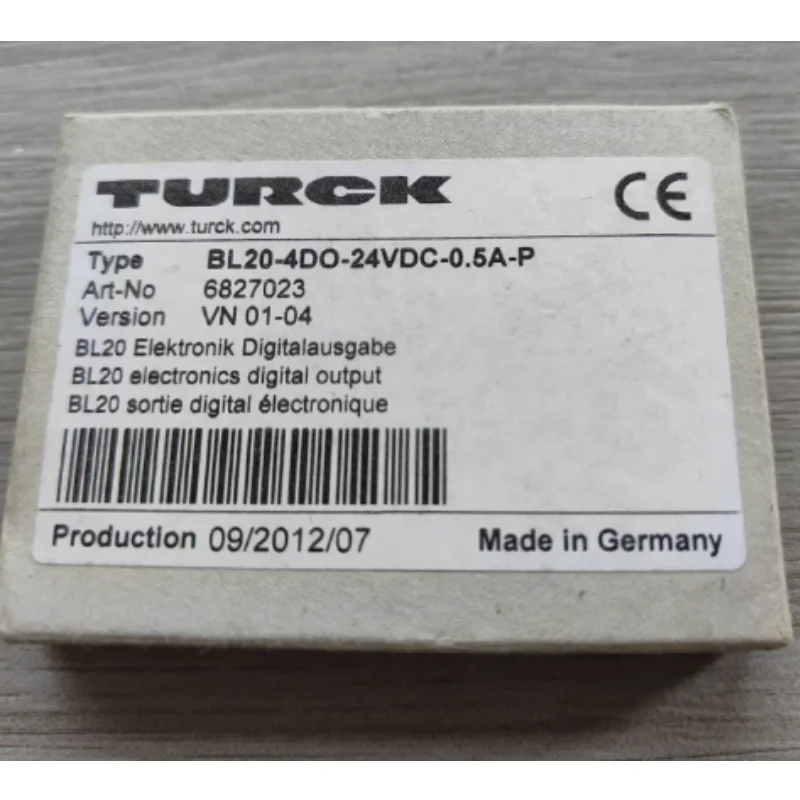 TURCK
CE
http://www.turck.com
Type BL20-4DO-24VDC-0.5A-P
Art-No 6827023
Version VN 01-04
BL20 Elektronik Digitalausgabe
BL20 electronics digital output
BL20 sortie digital électronique
Production 09/2012/07
Made in Germany